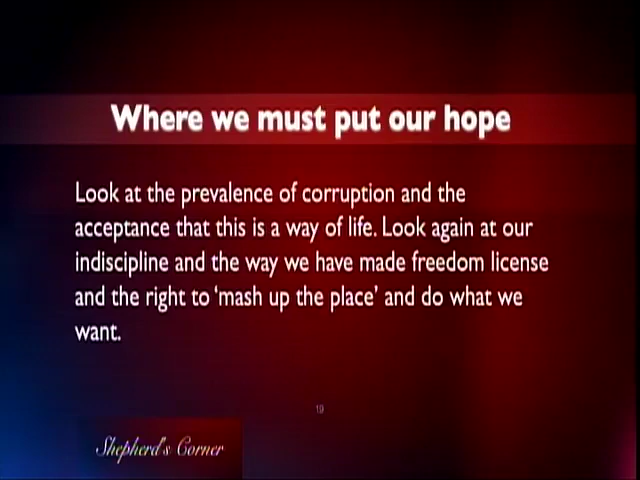 Where we must put our hope
Look at the prevalence of corruption and the
acceptance that this is a way of life. Look again at our
indiscipline and the way we have made freedom license
and the right to ‘mash up the place’ and do what we
want.
19
Shepherd's Corner